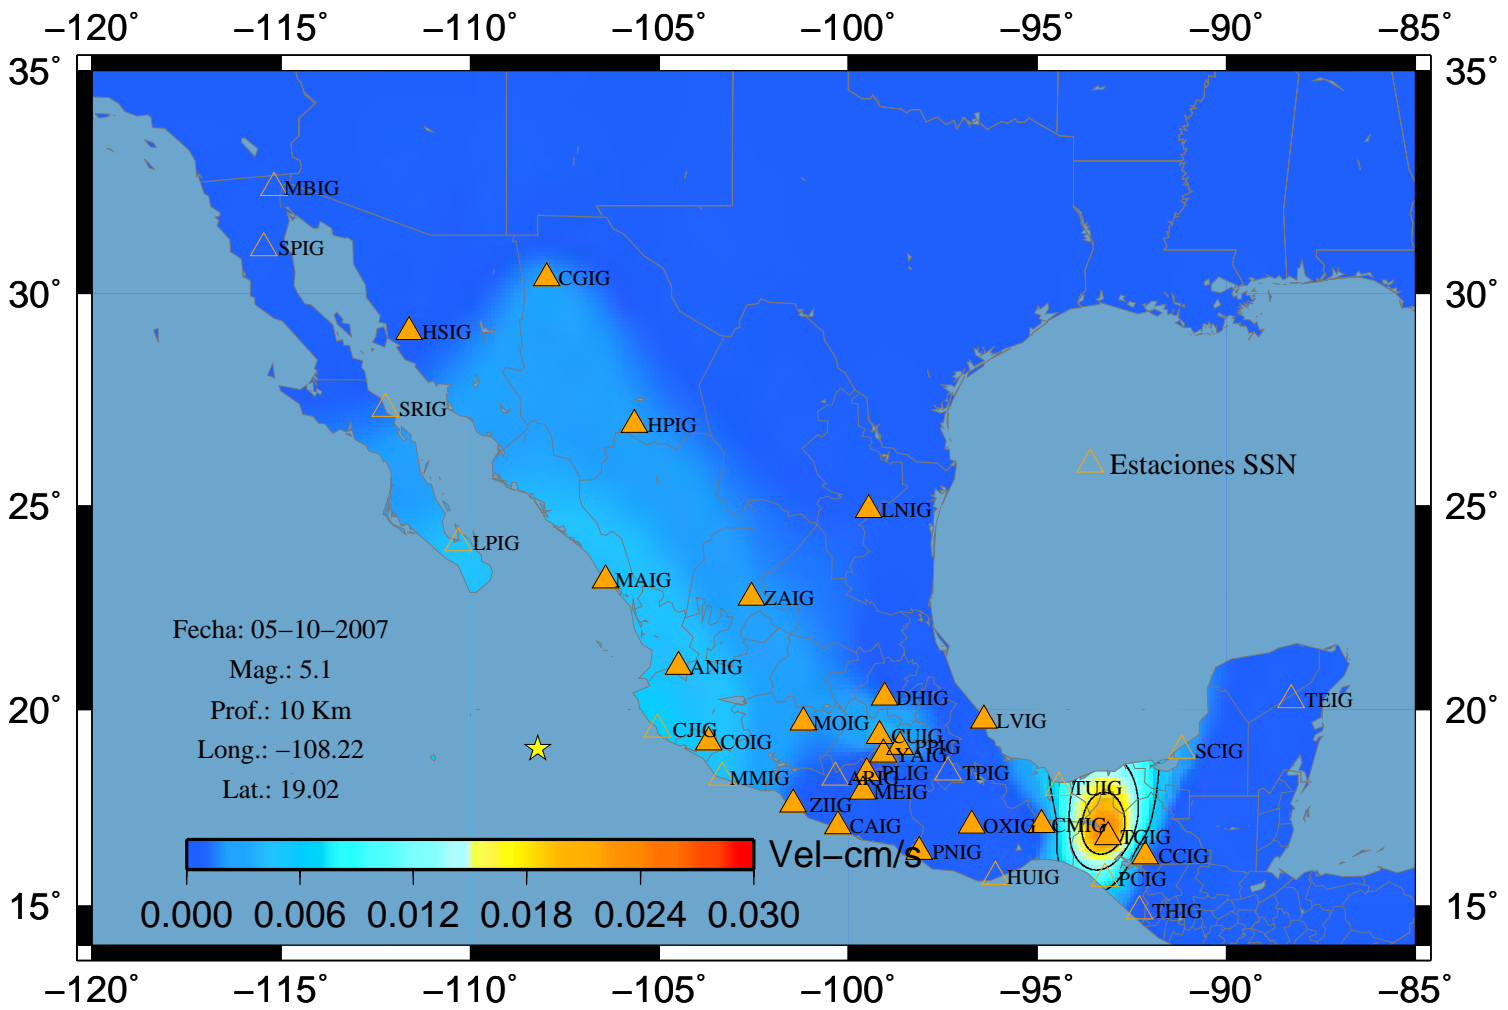 −120° −115° −110° −105° −100° −95° −90° −85°
35° 35°
MBIG
SPIG
CGIG
30° 30°
HSIG
SRIG
HPIG
Estaciones SSN
25° 25°
LNIG
LPIG
MAIG
ZAIG
Fecha: 05−10−2007
Mag.: 5.1
Prof.: 10 Km
Long.: −108.22
Lat.: 19.02
ANIG
DHIG
TEIG
20° 20°
MOIG
LVIG
CJIG
COIG
CUIG
PPIG
YAIG
SCIG
MMIG
PLIG
TPIG
TUIG
MEIG
ZIIG
CAIG
OXIG
CMIG
TGIG
PNIG
CCIG
Vel−cm/s
HUIG
PCIG
THIG
15° 15°
0.000 0.006 0.012 0.018 0.024 0.030
−120° −115° −110° −105° −100° −95° −90° −85°